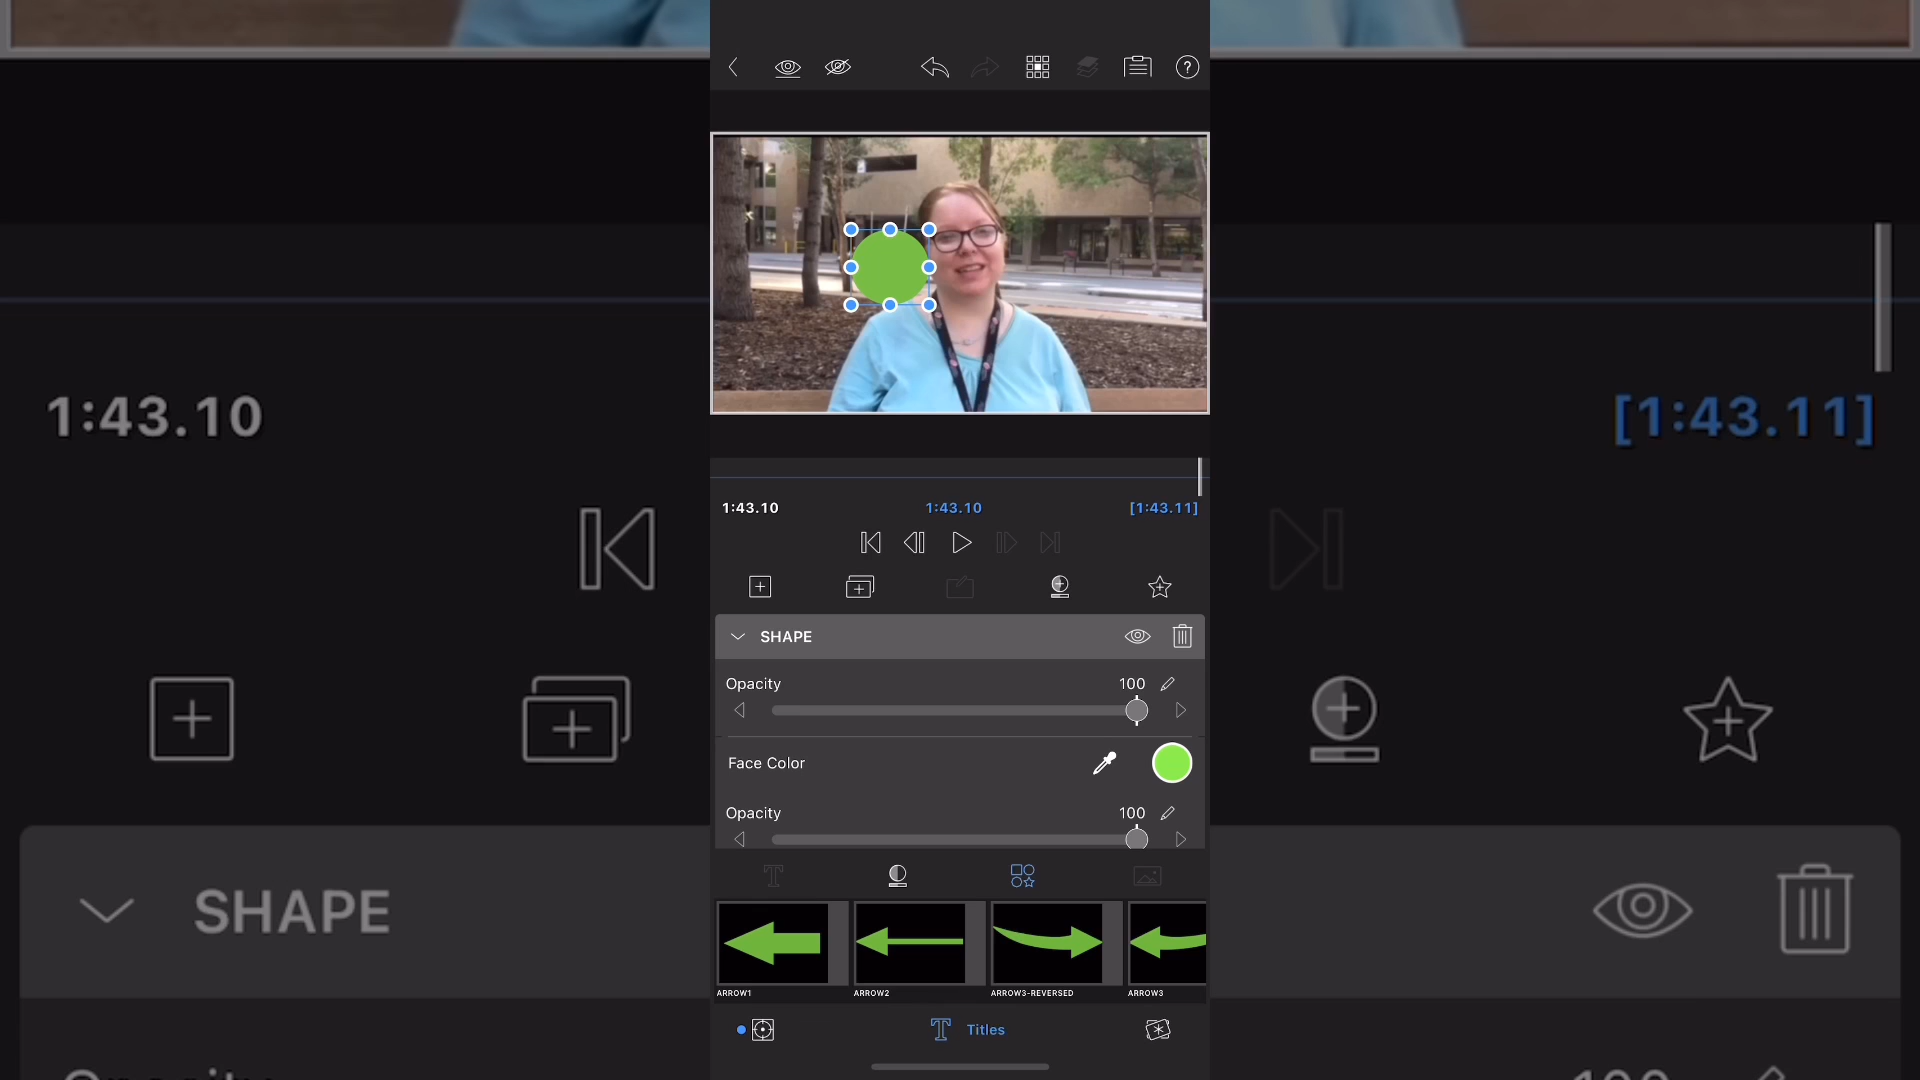 1:43.10
[1:43.11]
SHAPE
1:43.10
1:43.10
[1:43.11]
SHAPE
Opacity
100
Face Color
Opacity
100
ARROW1
ARROW2
ARROW3-REVERSED
ARROW3
Titles